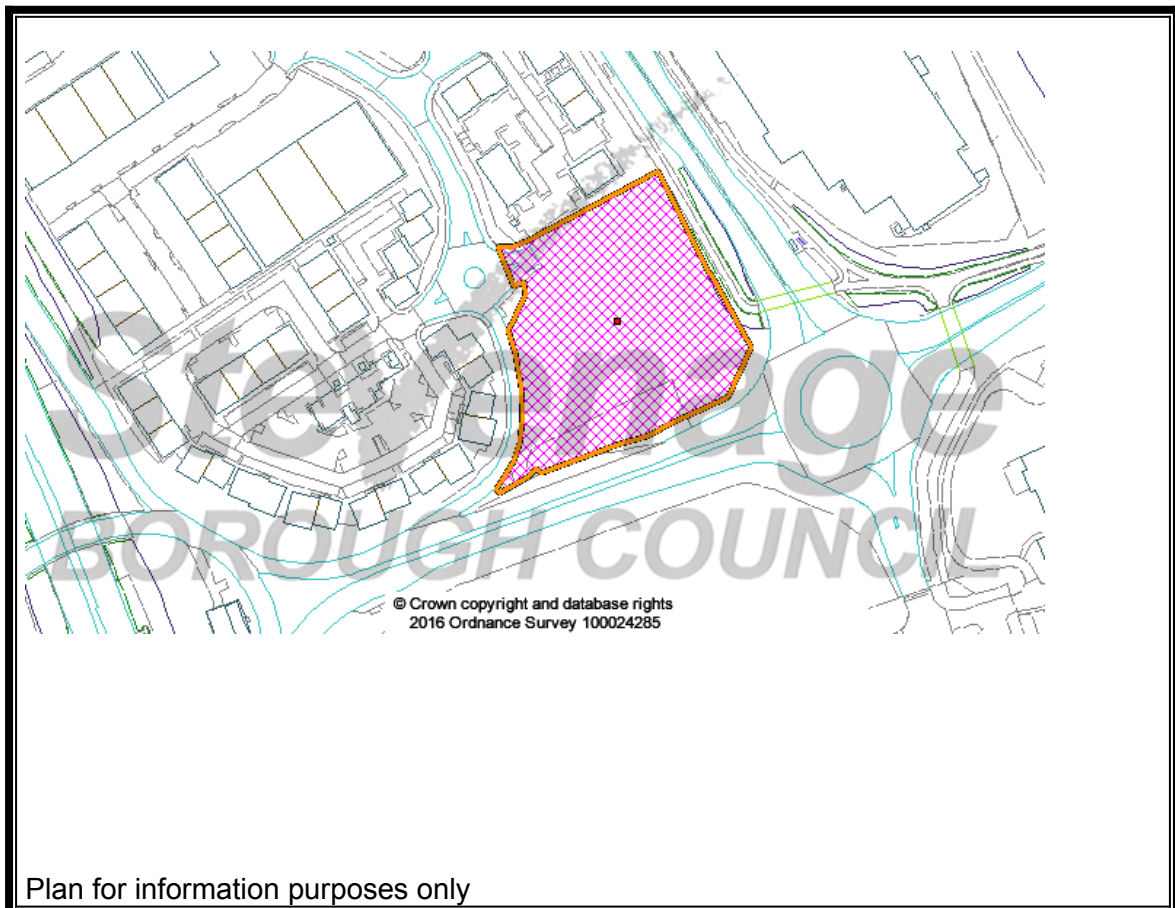 Stevenage
BOROUGH COUNCIL
© Crown copyright and database rights
2016 Ordnance Survey 100024285
Plan for information purposes only